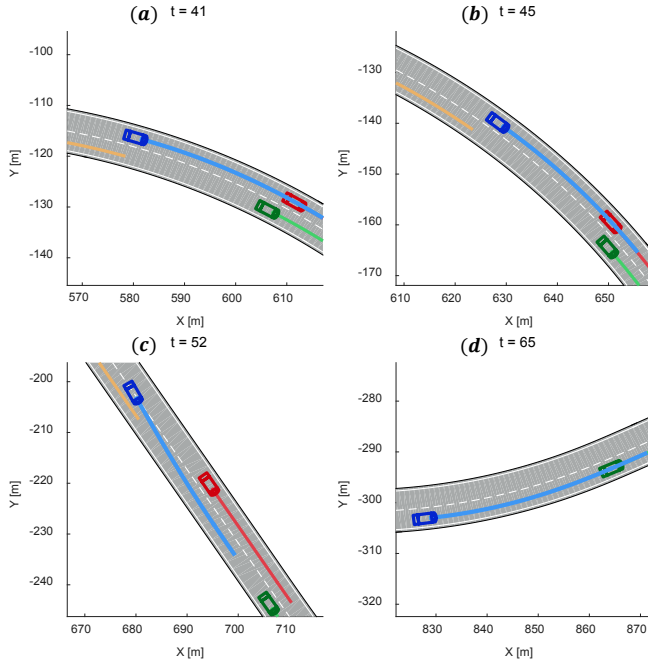 (a) t = 41
-100
-110
-120
-130
-140
Y [m]
570 580 590 600 610
X [m]
(b) t = 45
-130
-140
-150
-160
-170
Y [m]
610 620 630 640 650
X [m]
(c) t = 52
-200
-210
-220
-230
-240
Y [m]
670 680 690 700 710
X [m]
(d) t = 65
-280
-290
-300
-310
-320
Y [m]
830 840 850 860 870
X [m]